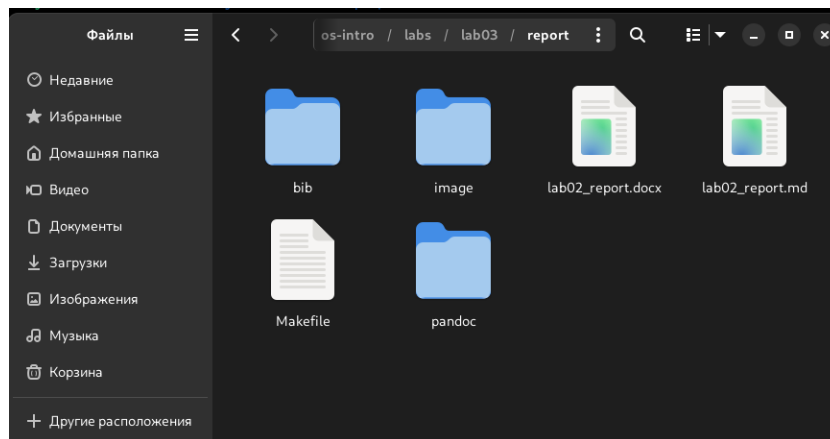 Файлы
os-intro / labs / lab03 / report
Недавние
Избранные
Домашняя папка
Видео
Документы
Загрузки
Изображения
Музыка
Корзина
Другие расположения
bib image lab02_report.docx lab02_report.md
Makefile pandoc